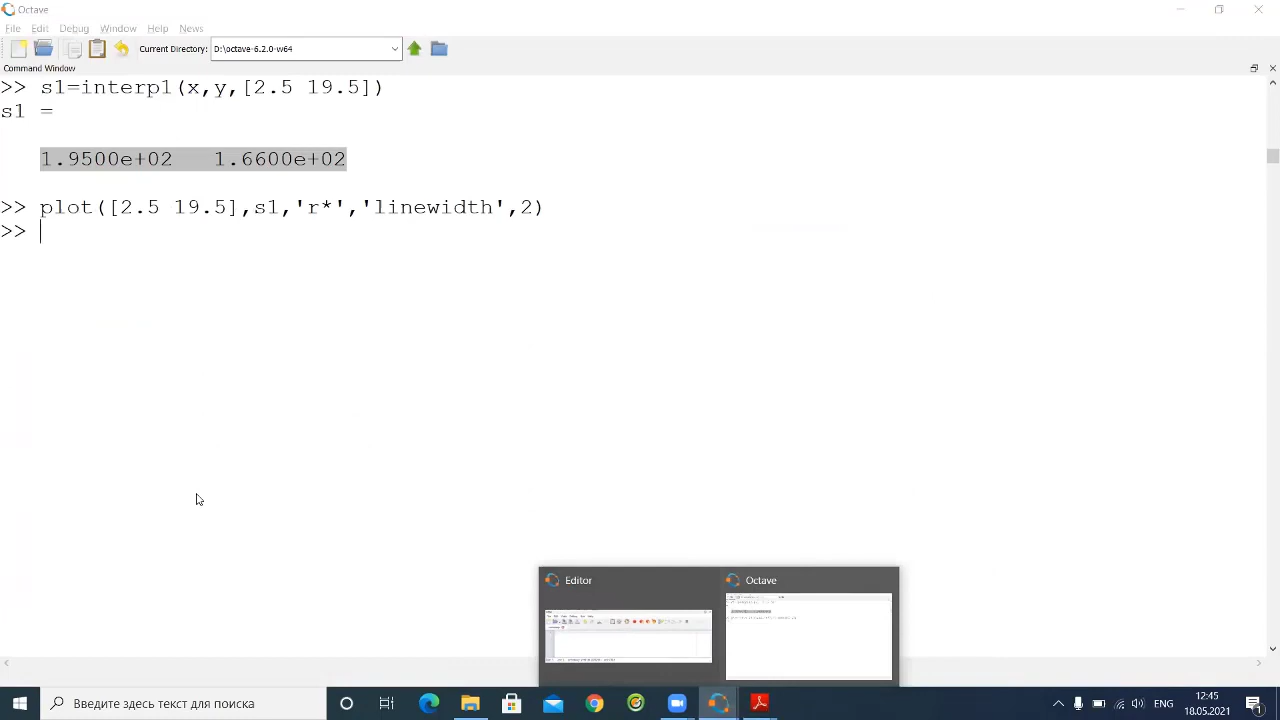 Octave
File Edit Debug Window Help News
Current Directory: D:\octave-6.2.0-w64
Command Window
>> s1=interp1(x,y,[2.5 19.5])
s1 =
1.9500e+02 1.6600e+02
>> plot([2.5 19.5],s1,'r*','linewidth',2)
>>
Editor
Octave
Введите здесь текст для поиска
ENG
12:45
18.05.2021